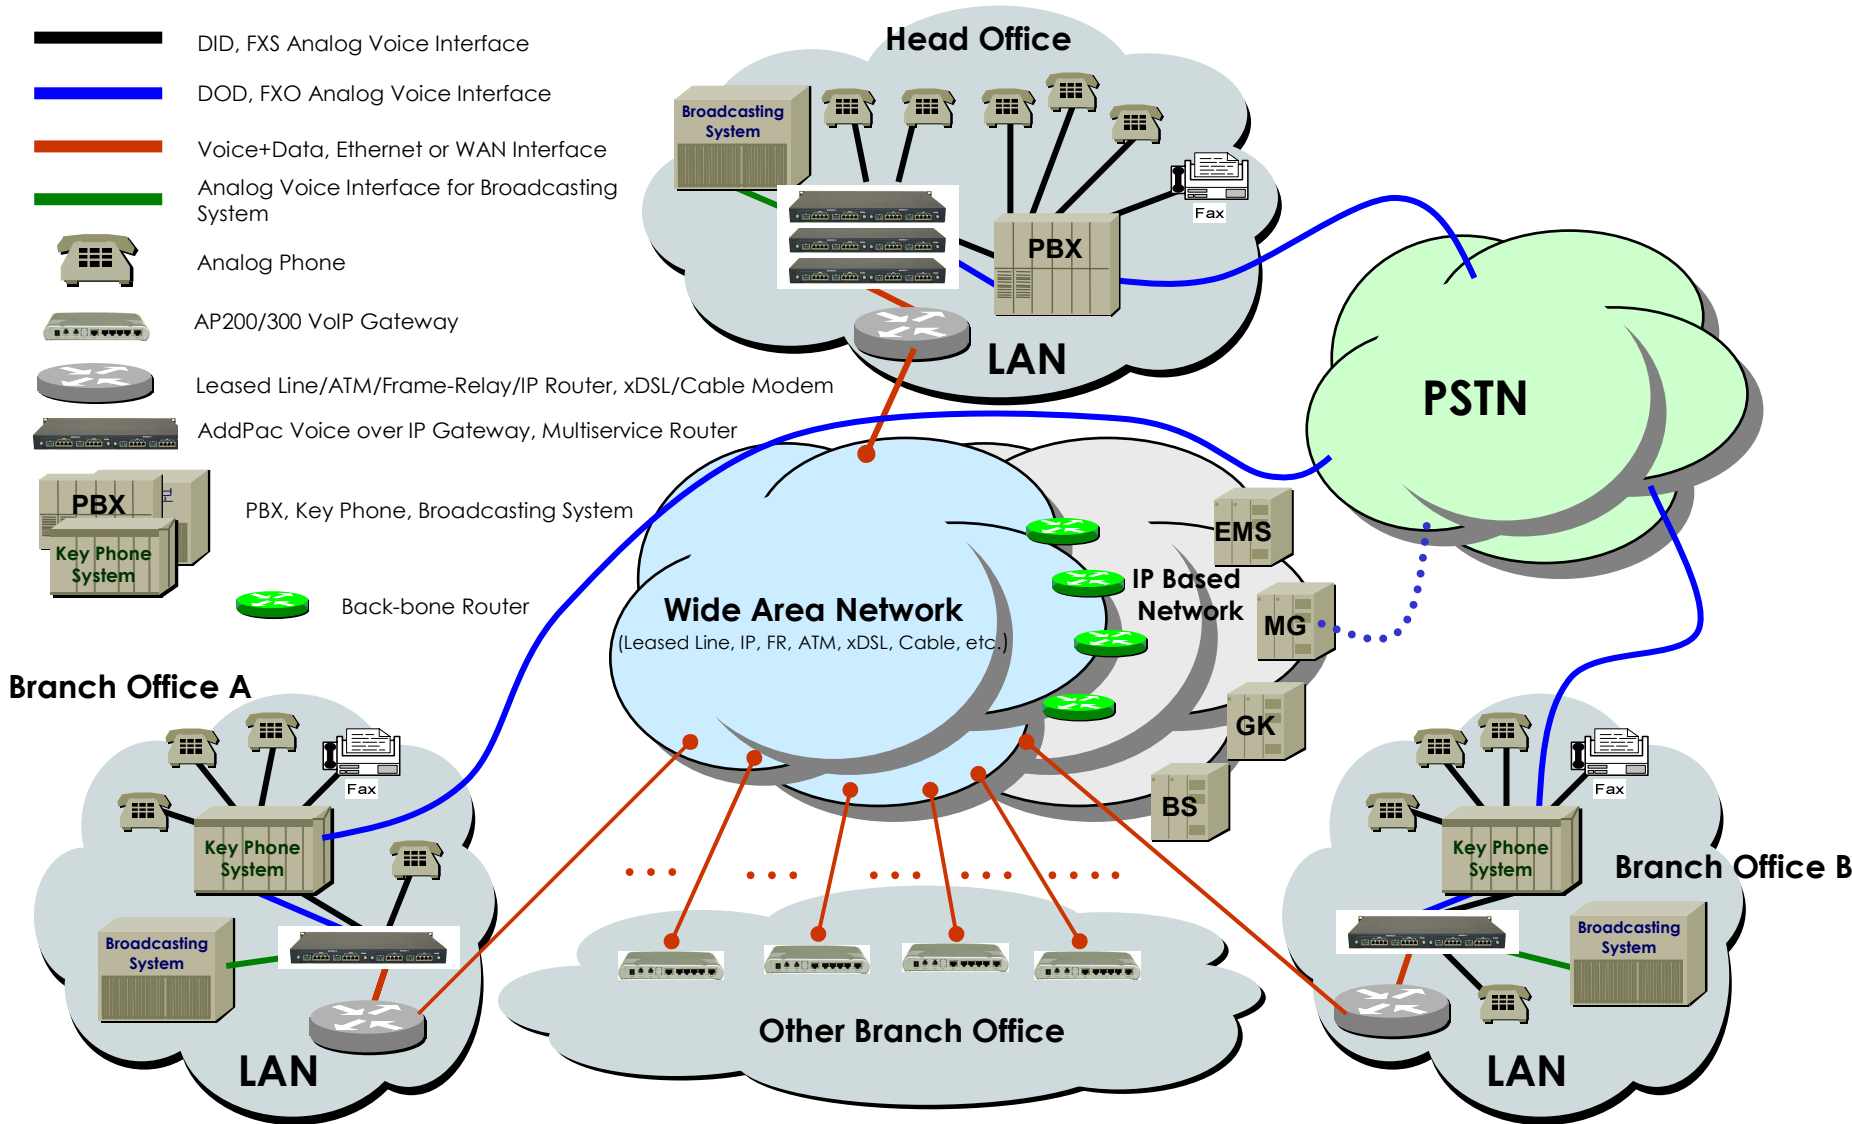 DID, FXS Analog Voice Interface
DOD, FXO Analog Voice Interface
Voice+Data, Ethernet or WAN Interface
Analog Voice Interface for Broadcasting
System
Analog Phone
AP200/300 VoIP Gateway
Leased Line/ATM/Frame-Relay/IP Router, xDSL/Cable Modem
AddPac Voice over IP Gateway, Multiservice Router
PBX
Key Phone
System
PBX, Key Phone, Broadcasting System
Back-bone Router
Head Office
Broadcasting
System
Fax
PBX
LAN
PSTN
Wide Area Network
(Leased Line, IP, FR, ATM, xDSL, Cable, etc.)
IP Based
Network
EMS
MG
GK
BS
Branch Office A
Fax
Key Phone
System
Broadcasting
System
LAN
Other Branch Office
Branch Office B
Fax
Key Phone
System
Broadcasting
System
LAN